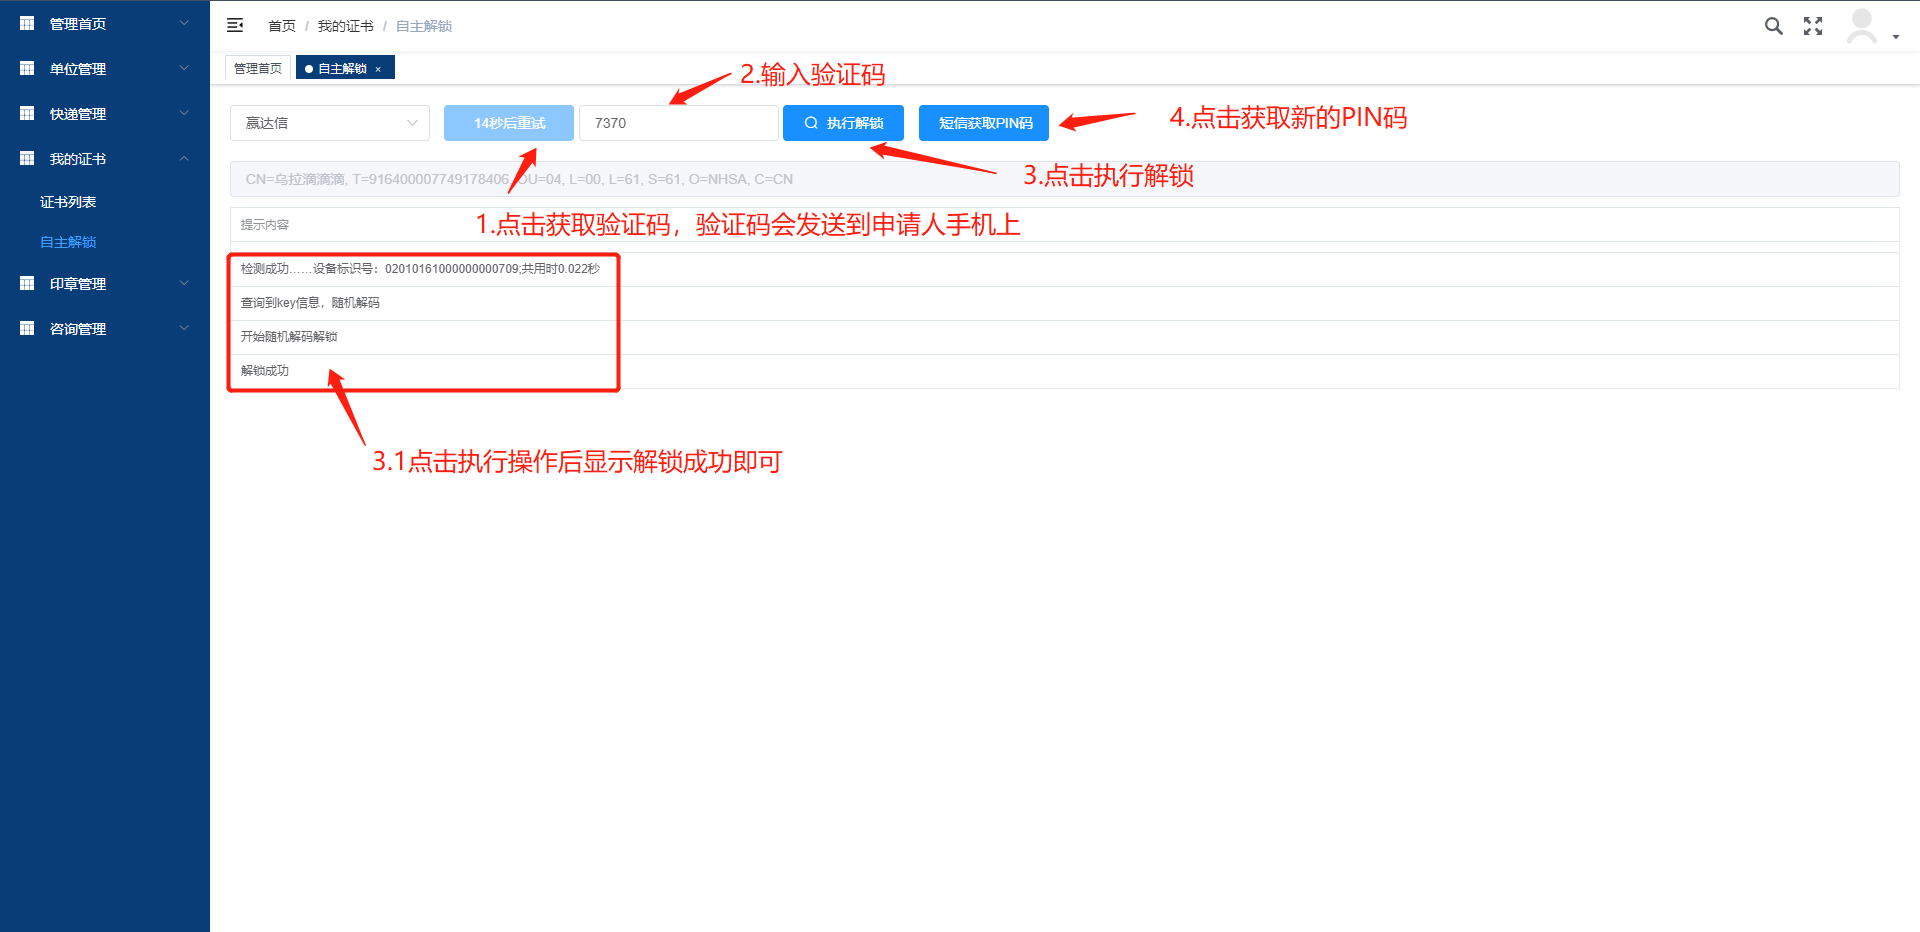 管理首页
单位管理
快递管理
我的证书
证书列表
自主解锁
印章管理
咨询管理
首页 / 我的证书 / 自主解锁
管理首页
自主解锁 ×
2.输入验证码
赢达信
14秒后重试
7370
执行解锁
短信获取PIN码
4.点击获取新的PIN码
CN=乌拉滴滴滴, T=916400007749178406, OU=04, L=00, L=61, S=61, O=NHSA, C=CN
3.点击执行解锁
提示内容
1.点击获取验证码，验证码会发送到申请人手机上
检测成功……设备标识号：02010161000000000709;共用时0.022秒
查询到key信息，随机解码
开始随机解码解锁
解锁成功
3.1点击执行操作后显示解锁成功即可